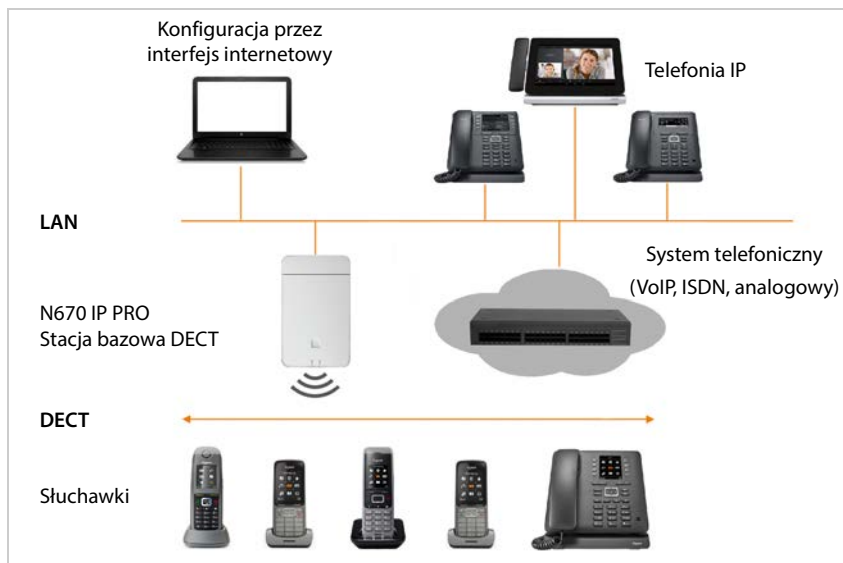 Konfiguracja przez
interfejs internetowy
Telefonia IP
LAN
System telefoniczny
(VoIP, ISDN, analogowy)
N670 IP PRO
Stacja bazowa DECT
DECT
Słuchawki